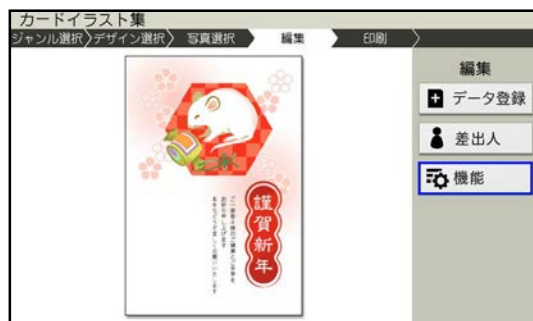 カードイラスト集
ジャンル選択〉デザイン選択〉 写真選択 編集 印刷
編集
データ登録
差出人
機能
謹賀新年